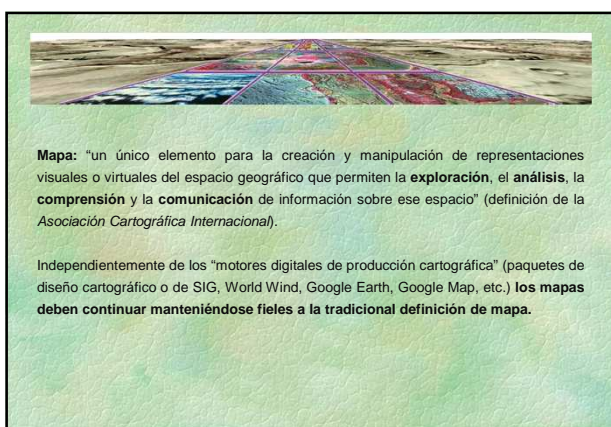 Mapa: “un único elemento para la creación y manipulación de representaciones
visuales o virtuales del espacio geográfico que permiten la exploración, el análisis, la
comprensión y la comunicación de información sobre ese espacio” (definición de la
Asociación Cartográfica Internacional).
Independientemente de los “motores digitales de producción cartográfica” (paquetes de
diseño cartográfico o de SIG, World Wind, Google Earth, Google Map, etc.) los mapas
deben continuar manteniéndose fieles a la tradicional definición de mapa.